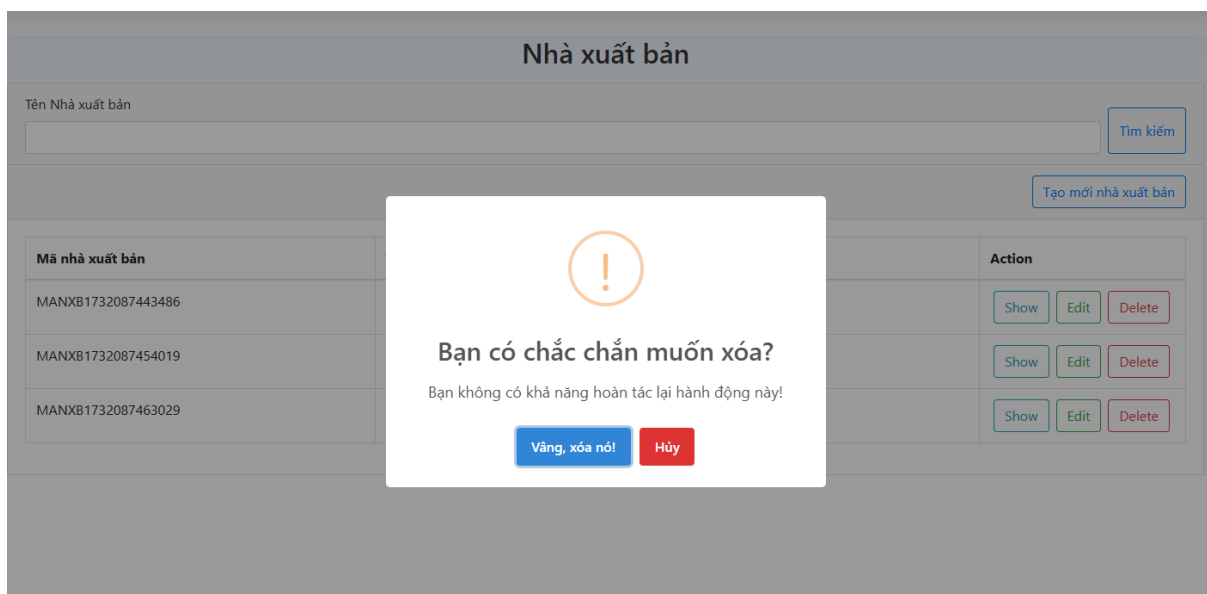 Nhà xuất bản
Tên Nhà xuất bản
Tìm kiếm
Tạo mới nhà xuất bản
Mã nhà xuất bản
Action
MANXB1732087443486
Show Edit Delete
MANXB1732087454019
Show Edit Delete
MANXB1732087463029
Show Edit Delete
!
Bạn có chắc chắn muốn xóa?
Bạn không có khả năng hoàn tác lại hành động này!
Vâng, xóa nó! Hủy